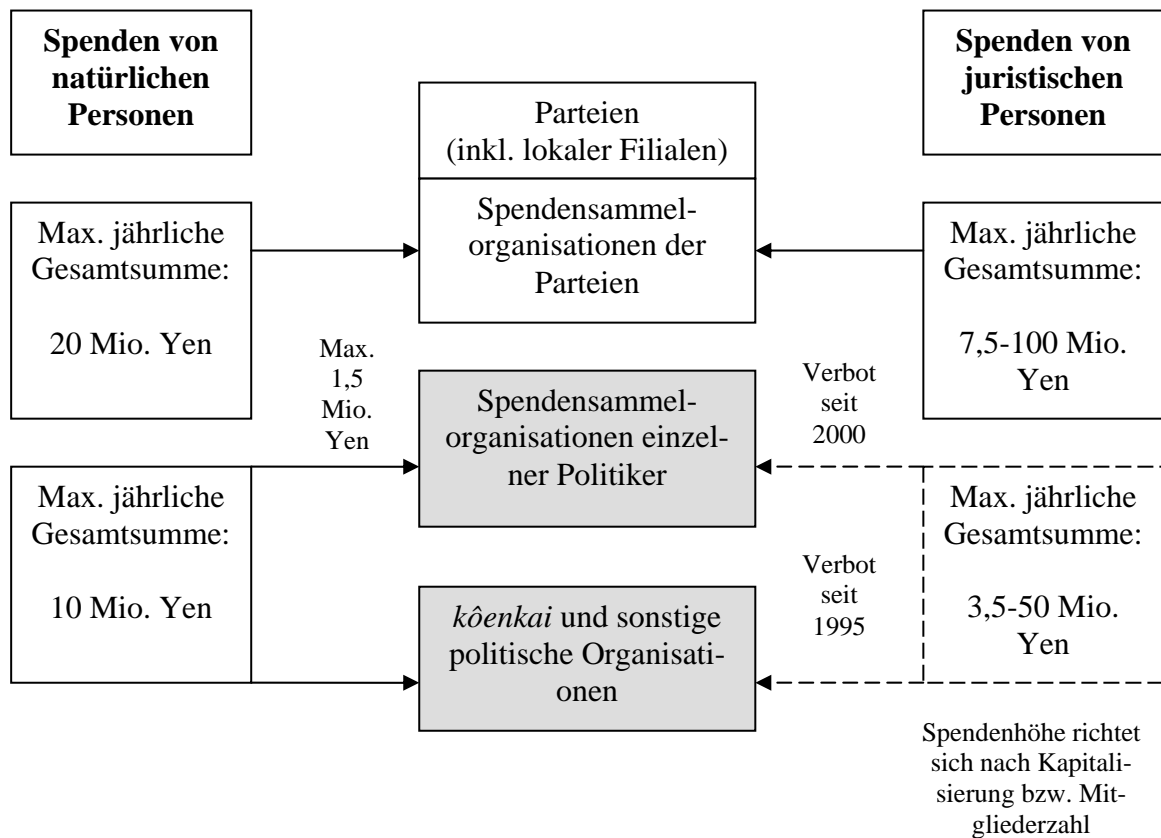 Spenden von
natürlichen
Personen
Parteien
(inkl. lokaler Filialen)
Spendensammel-
organisationen der
Parteien
Spenden von
juristischen
Personen
Max. jährliche
Gesamtsumme:
20 Mio. Yen
Max. jährliche
Gesamtsumme:
7,5-100 Mio.
Yen
Max.
1,5
Mio.
Yen
Spendensammel-
organisationen einzel-
ner Politiker
Verbot
seit
2000
Max. jährliche
Gesamtsumme:
10 Mio. Yen
kôenkai und sonstige
politische Organisati-
onen
Verbot
seit
1995
Max. jährliche
Gesamtsumme:
3,5-50 Mio.
Yen
Spendenhöhe richtet
sich nach Kapitali-
sierung bzw. Mit-
gliederzahl